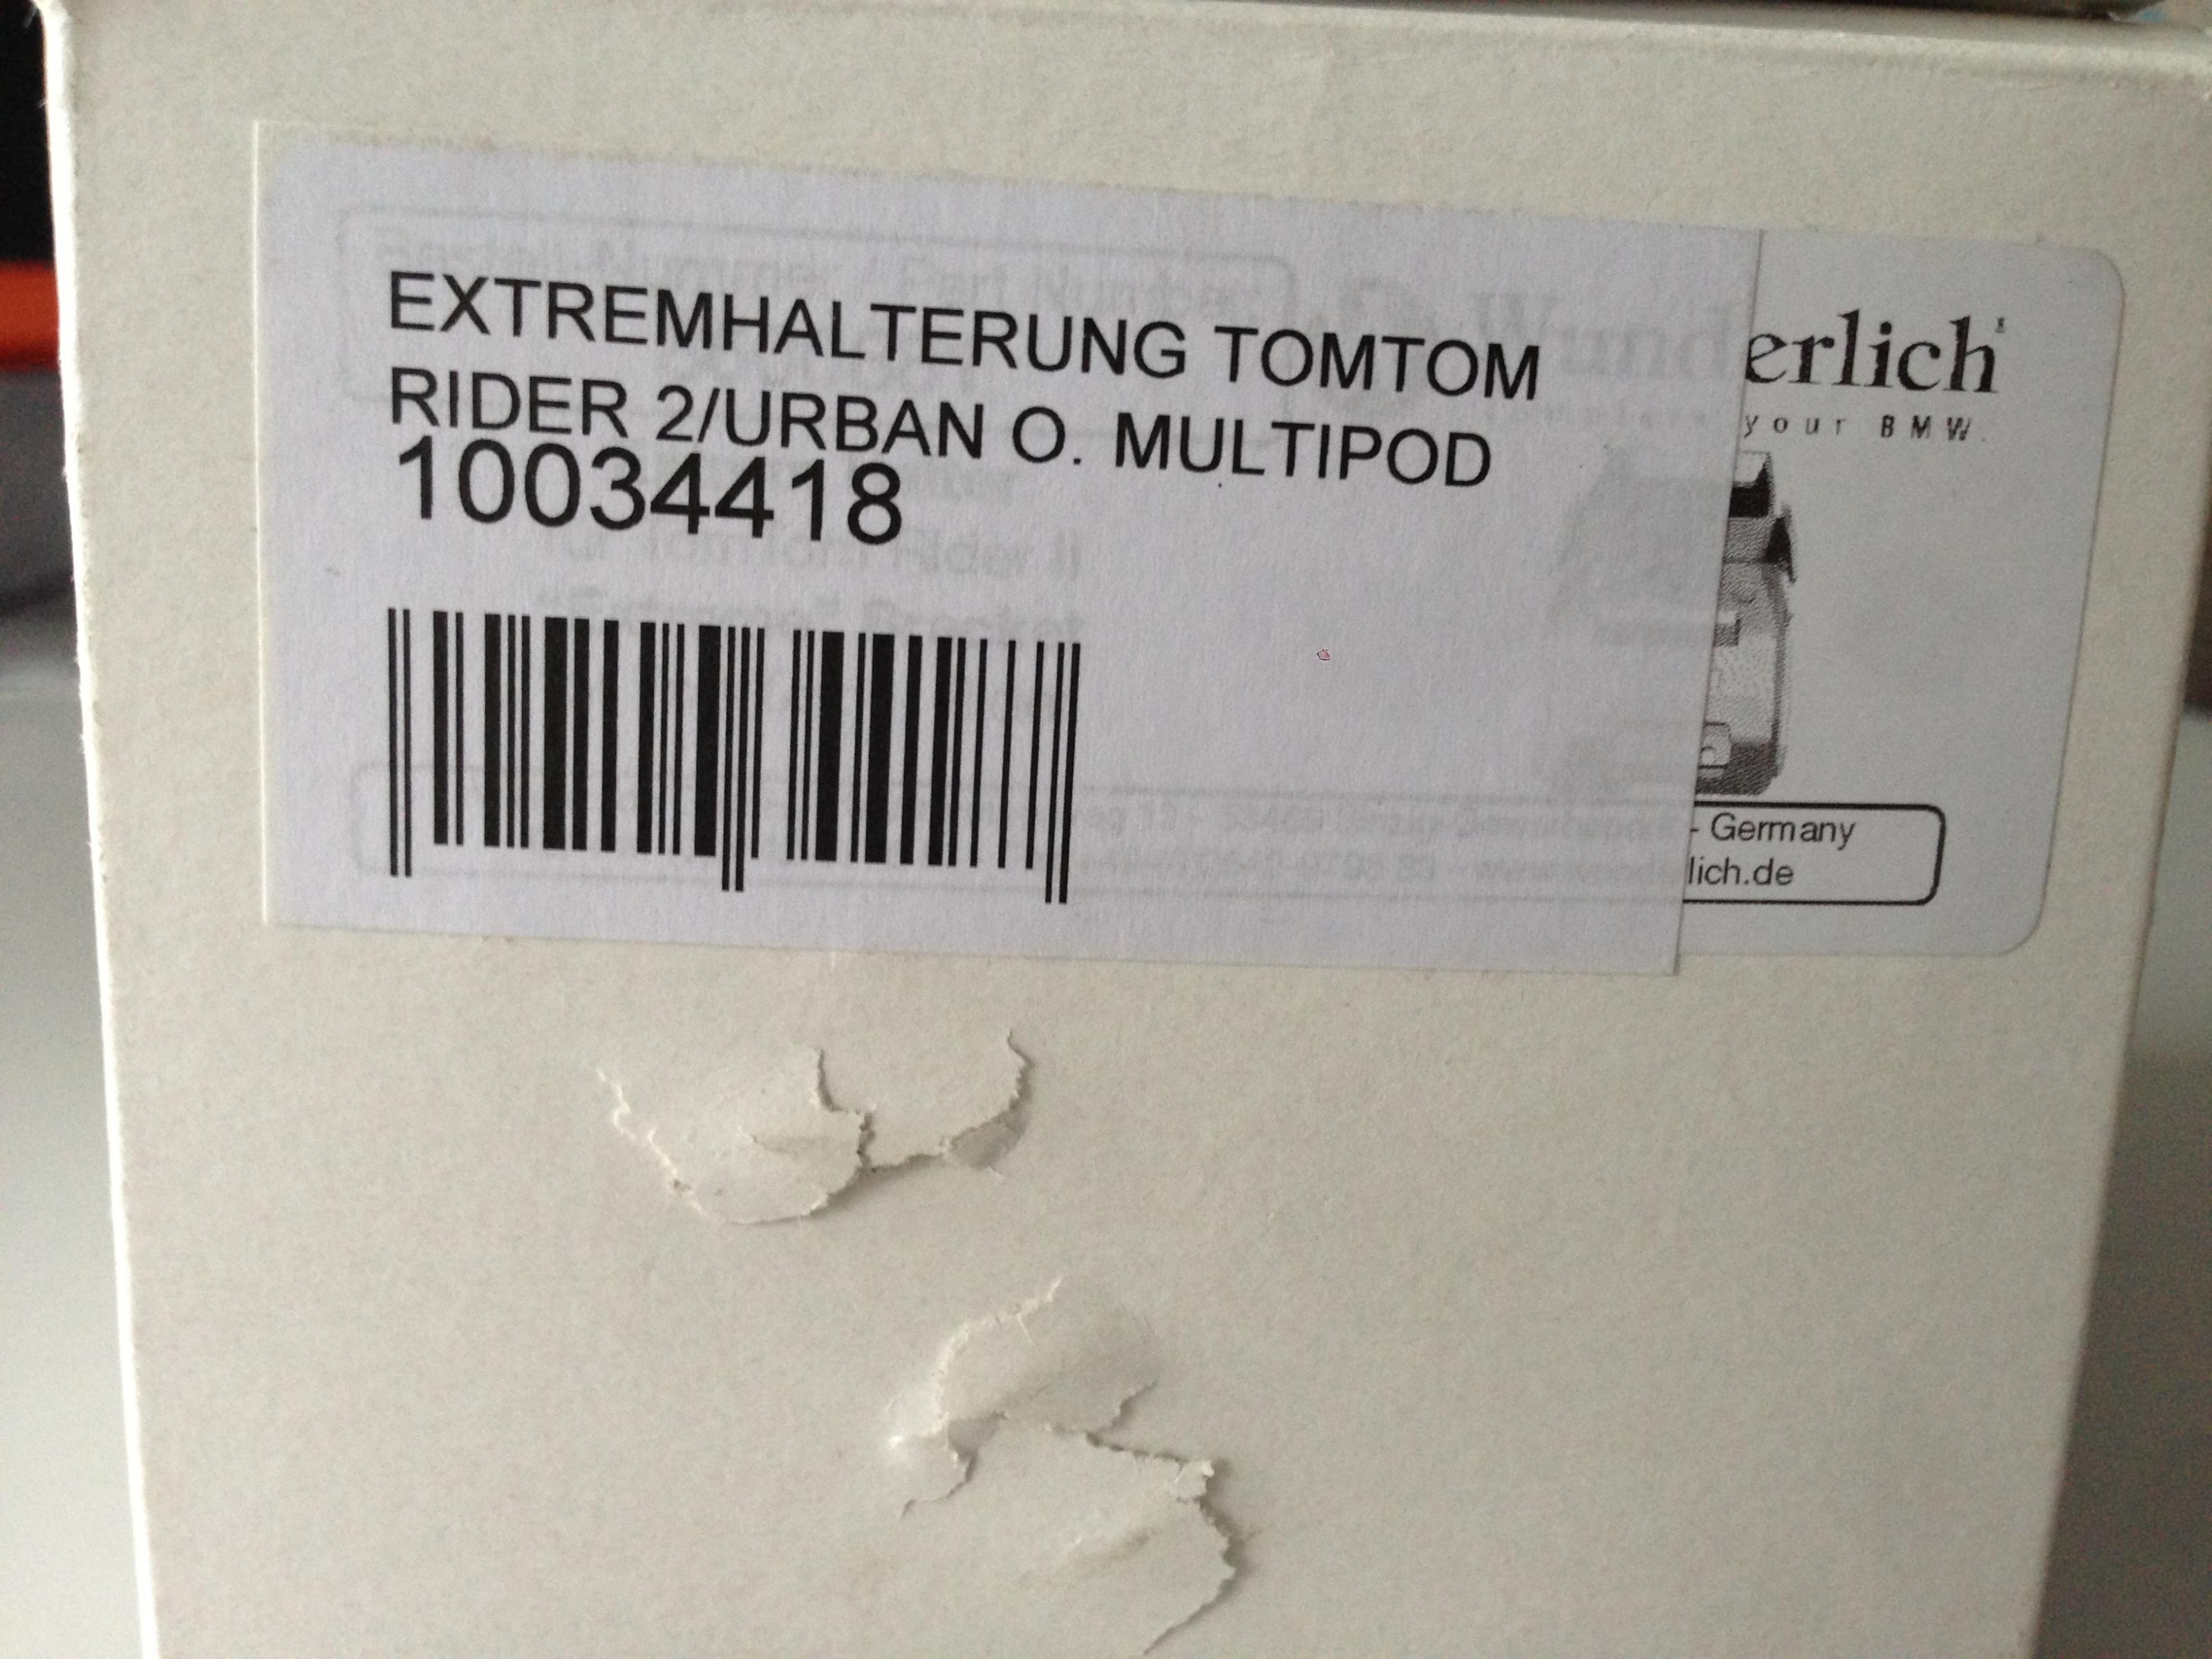 EXTREMHALTERUNG TOMTOM
RIDER 2/URBAN O. MULTIPOD
10034418
erlich
your BMW
- Germany
lich.de